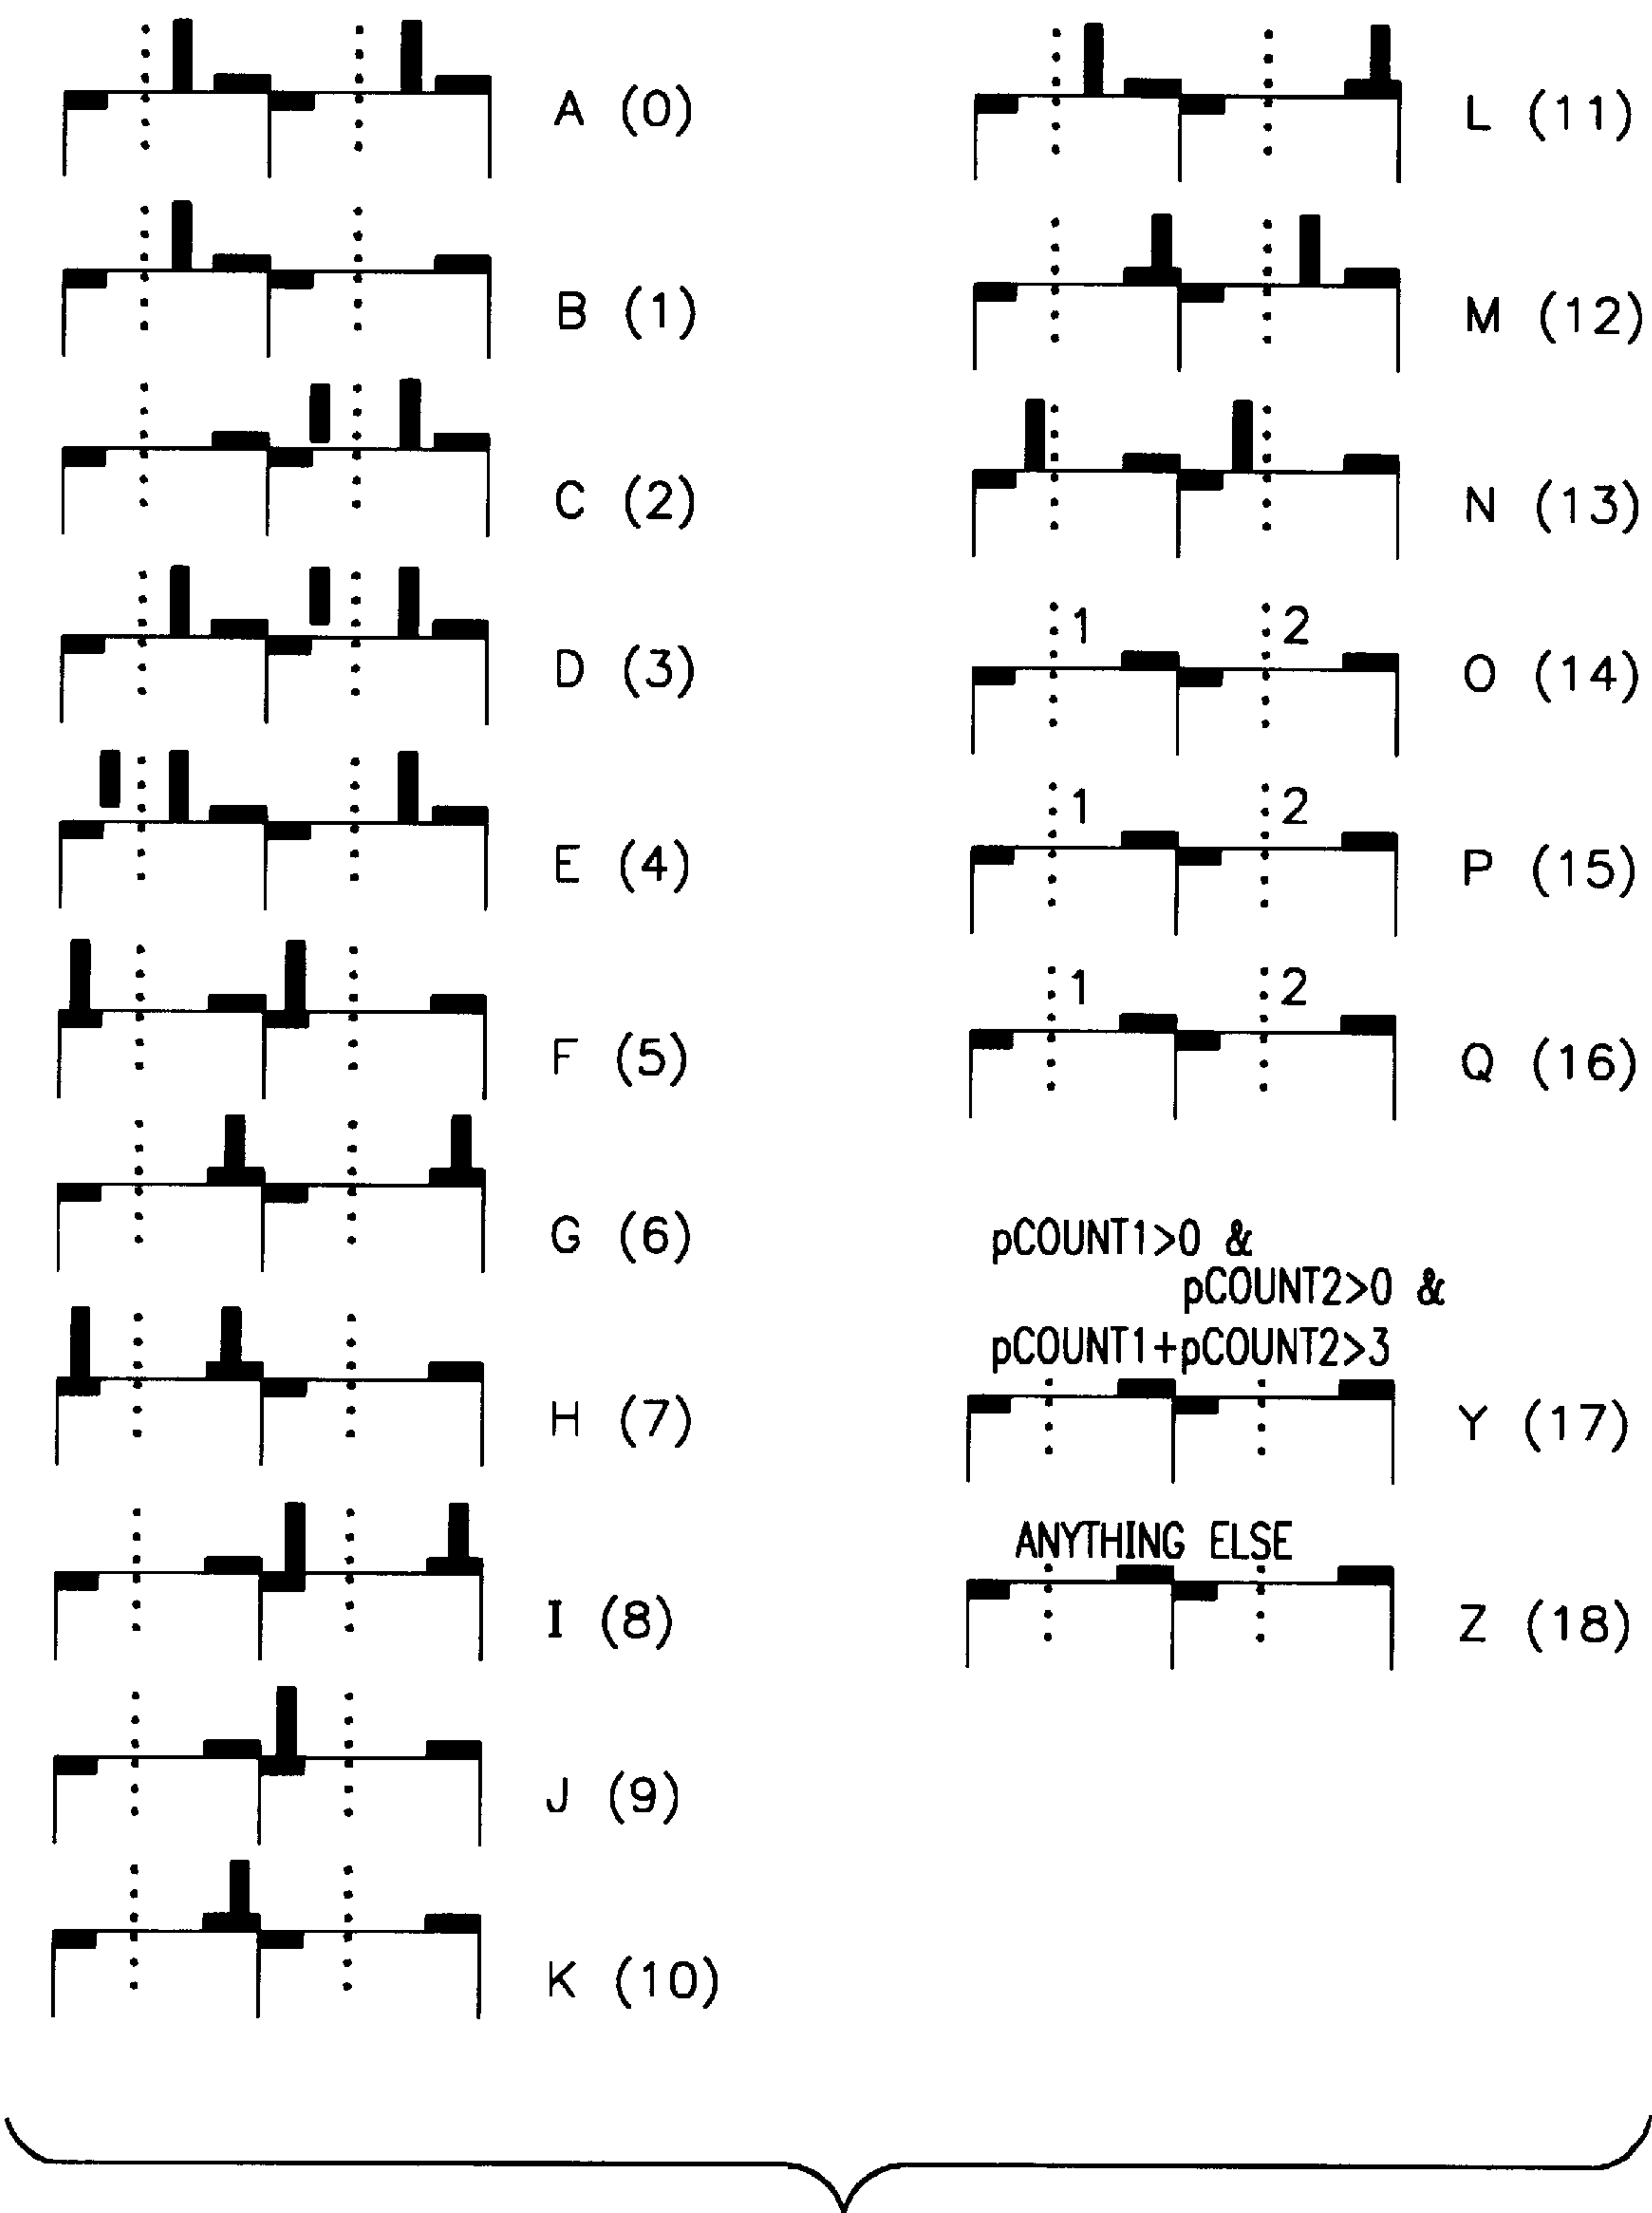 A (0)
B (1)
C (2)
D (3)
E (4)
F (5)
G (6)
H (7)
I (8)
J (9)
K (10)
L (11)
M (12)
N (13)
1 2
O (14)
1 2
P (15)
1 2
Q (16)
pCOUNT1>0 &
pCOUNT2>0 &
pCOUNT1+pCOUNT2>3
Y (17)
ANYTHING ELSE
Z (18)